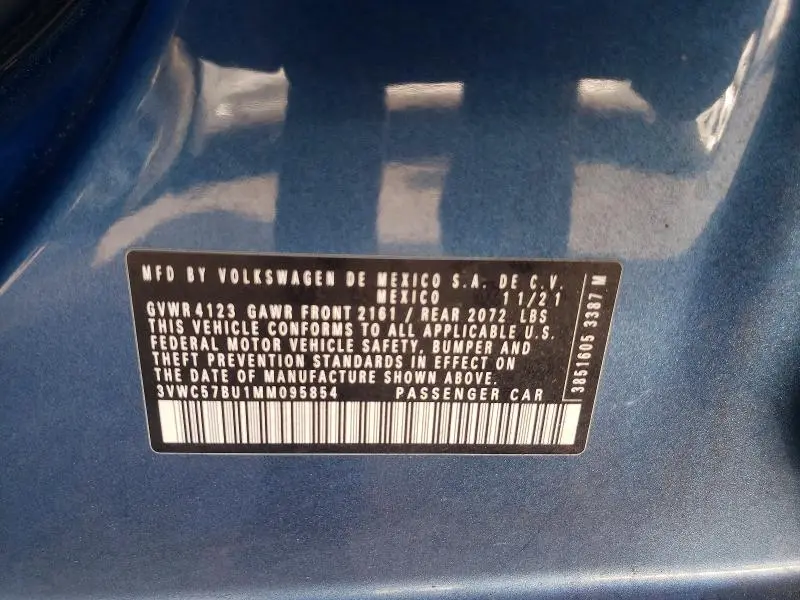 MFD BY VOLKSWAGEN DE MEXICO S.A. DE C.V.
MEXICO 11/21
GVWR 4123 GAWR FRONT 2161 / REAR 2072 LBS
THIS VEHICLE CONFORMS TO ALL APPLICABLE U.S.
FEDERAL MOTOR VEHICLE SAFETY, BUMPER AND
THEFT PREVENTION STANDARDS IN EFFECT ON
THE DATE OF MANUFACTURE SHOWN ABOVE.
3VWC57BU1MM095854 PASSENGER CAR
3851605 3387 M